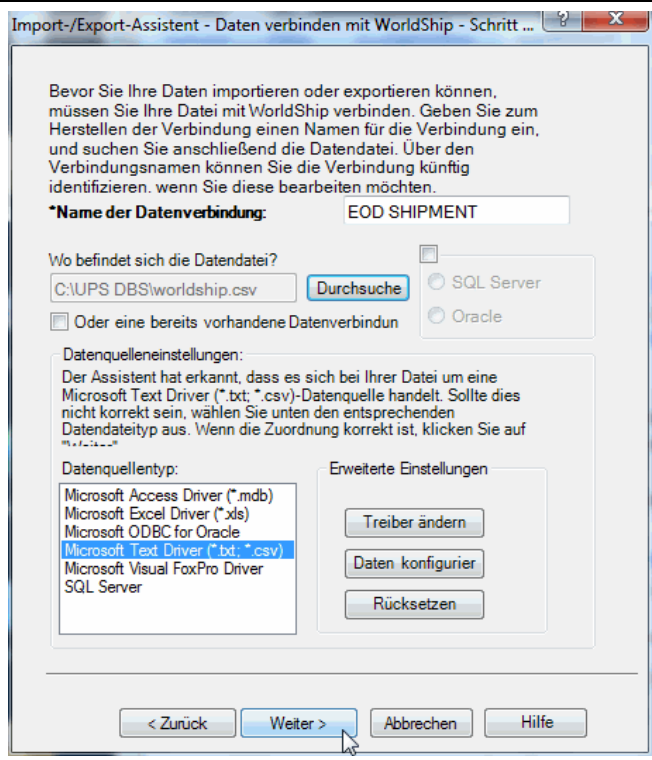 Import-/Export-Assistent - Daten verbinden mit WorldShip - Schritt ...
Bevor Sie Ihre Daten importieren oder exportieren können,
müssen Sie Ihre Datei mit WorldShip verbinden. Geben Sie zum
Herstellen der Verbindung einen Namen für die Verbindung ein,
und suchen Sie anschließend die Datendatei. Über den
Verbindungsnamen können Sie die Verbindung künftig
identifizieren. wenn Sie diese bearbeiten möchten.
*Name der Datenverbindung: EOD SHIPMENT
Wo befindet sich die Datendatei?
C:\UPS DBS\worldship.csv Durchsuche
SQL Server
Oracle
Oder eine bereits vorhandene Datenverbindun
Datenquelleneinstellungen:
Der Assistent hat erkannt, dass es sich bei Ihrer Datei um eine
Microsoft Text Driver (*.txt; *.csv)-Datenquelle handelt. Sollte dies
nicht korrekt sein, wählen Sie unten den entsprechenden
Datendateityp aus. Wenn die Zuordnung korrekt ist, klicken Sie auf
Datenquellentyp:
Microsoft Access Driver (*.mdb)
Microsoft Excel Driver (*.xls)
Microsoft ODBC for Oracle
Microsoft Text Driver (*.txt; *.csv)
Microsoft Visual FoxPro Driver
SQL Server
Erweiterte Einstellungen
Treiber ändern
Daten konfigurier
Rücksetzen
< Zurück Weiter > Abbrechen Hilfe